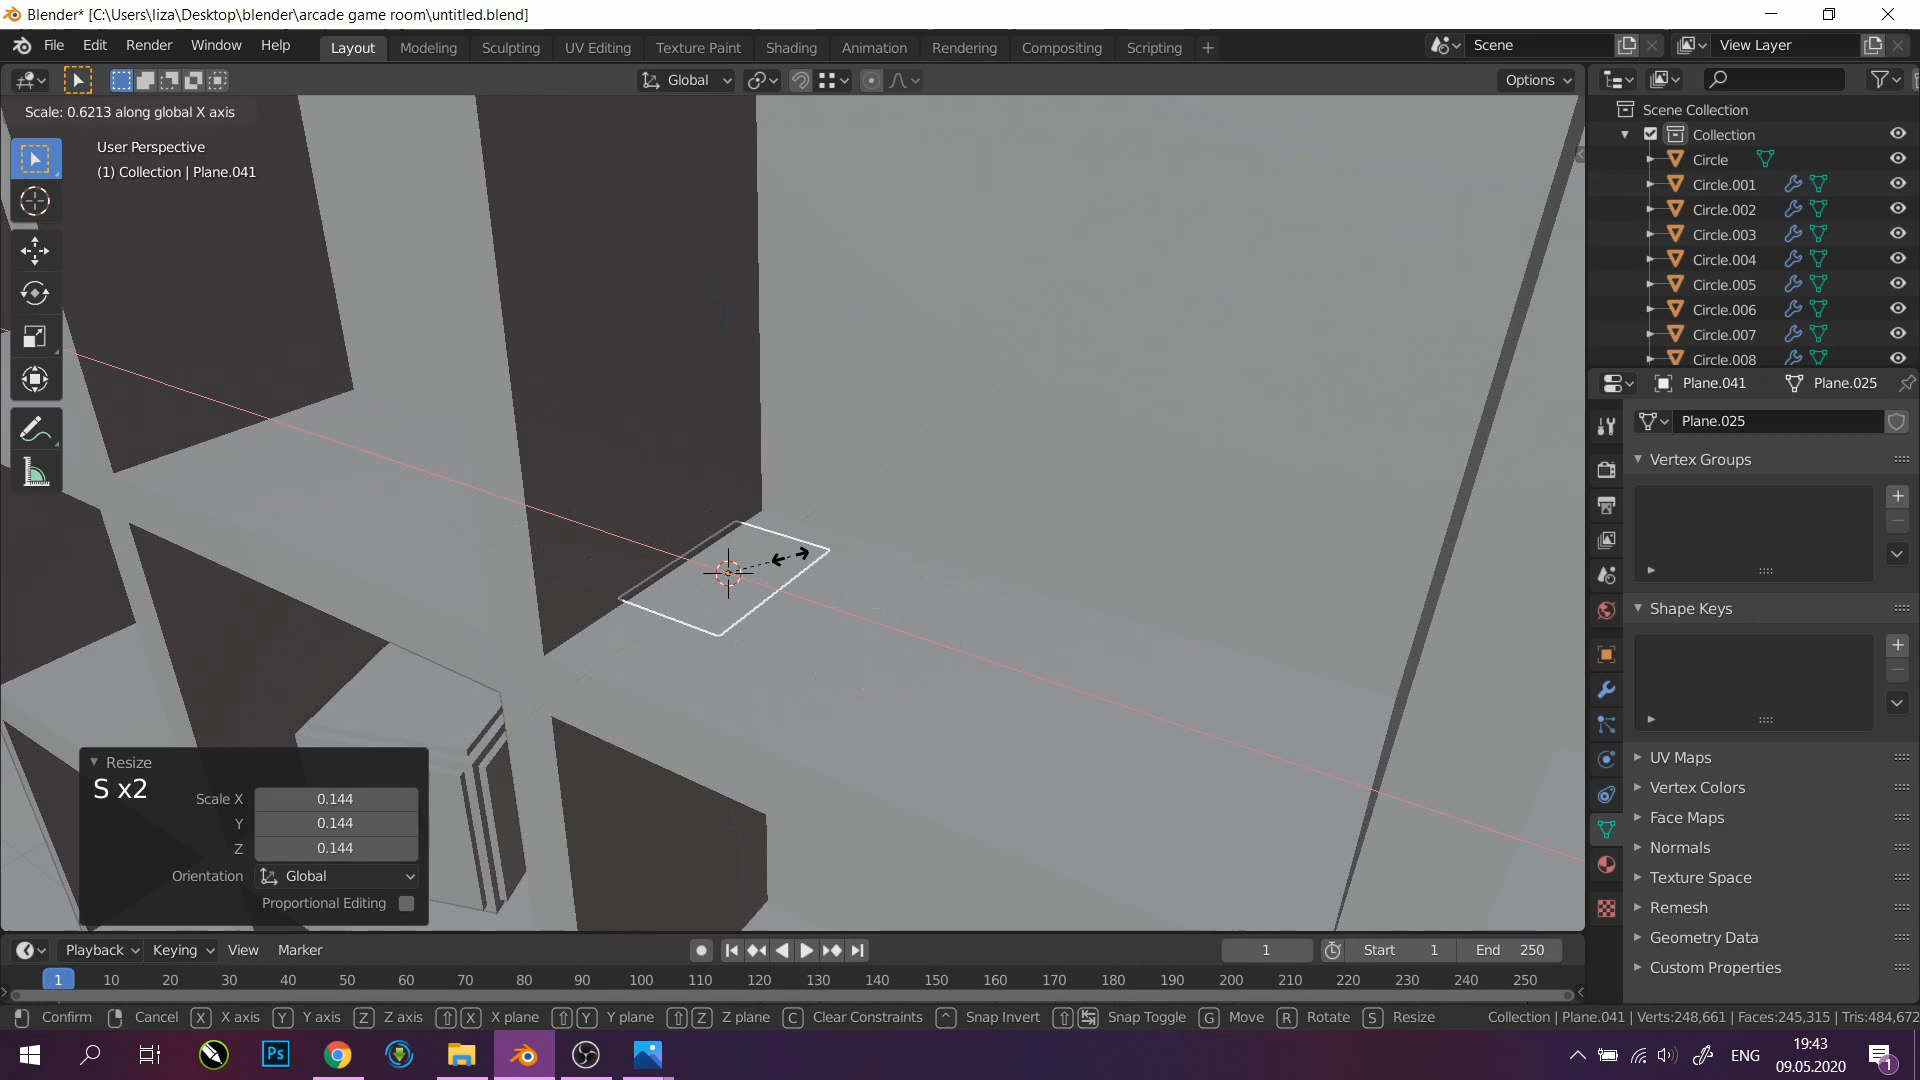 Blender* [C:\Users\liza\Desktop\blender\arcade game room\untitled.blend]
File Edit Render Window Help Layout Modeling Sculpting UV Editing Texture Paint Shading Animation Rendering Compositing Scripting + Scene View Layer
Global Options
Scale: 0.6213 along global X axis
User Perspective
(1) Collection | Plane.041
Scene Collection
Collection
Circle
Circle.001
Circle.002
Circle.003
Circle.004
Circle.005
Circle.006
Circle.007
Circle.008
Plane.041 Plane.025
Plane.025
Vertex Groups
Shape Keys
UV Maps
Vertex Colors
Face Maps
Normals
Texture Space
Remesh
Geometry Data
Custom Properties
Resize
S x2
Scale X 0.144
Y 0.144
Z 0.144
Orientation Global
Proportional Editing
Playback Keying View Marker 1 Start 1 End 250
1 10 20 30 40 50 60 70 80 90 100 110 120 130 140 150 160 170 180 190 200 210 220 230 240 250
Confirm Cancel X X axis Y Y axis Z Z axis X X plane Y Y plane Z Z plane C Clear Constraints ^ Snap Invert Snap Toggle G Move R Rotate S Resize Collection | Plane.041 | Verts:248,661 | Faces:245,315 | Tris:484,672
Ps ENG 19:43
09.05.2020 1